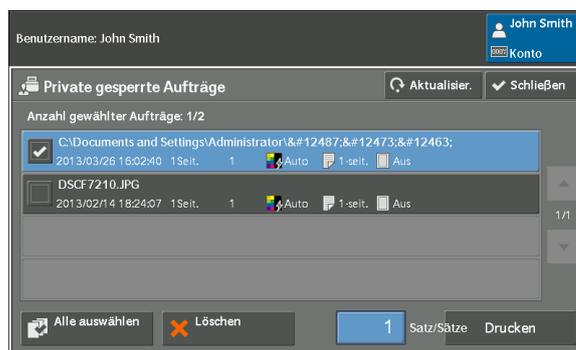 John Smith
Benutzername: John Smith
Konto
Private gesperrte Aufträge
Aktualisier.
Schließen
Anzahl gewählter Aufträge: 1/2
C:\Documents and Settings\Administrator\&#12487;&#12473;&#12463;
2013/03/26 16:02:40 1Seit. 1 Auto 1-seit. Aus
DSCF7210.JPG
2013/02/14 18:24:07 1Seit. 1 Auto 1-seit. Aus
1/1
Alle auswählen
Löschen
1 Satz/Sätze
Drucken